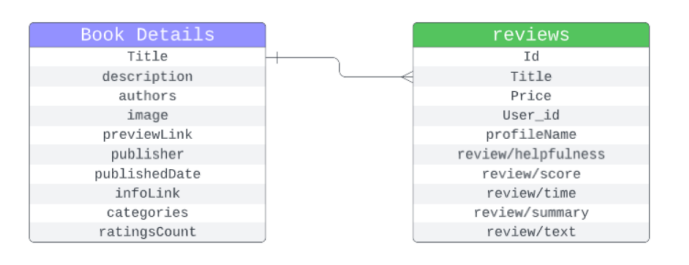 Book Details
Title
description
authors
image
previewLink
publisher
publishedDate
infoLink
categories
ratingsCount
reviews
Id
Title
Price
User_id
profileName
review/helpfulness
review/score
review/time
review/summary
review/text